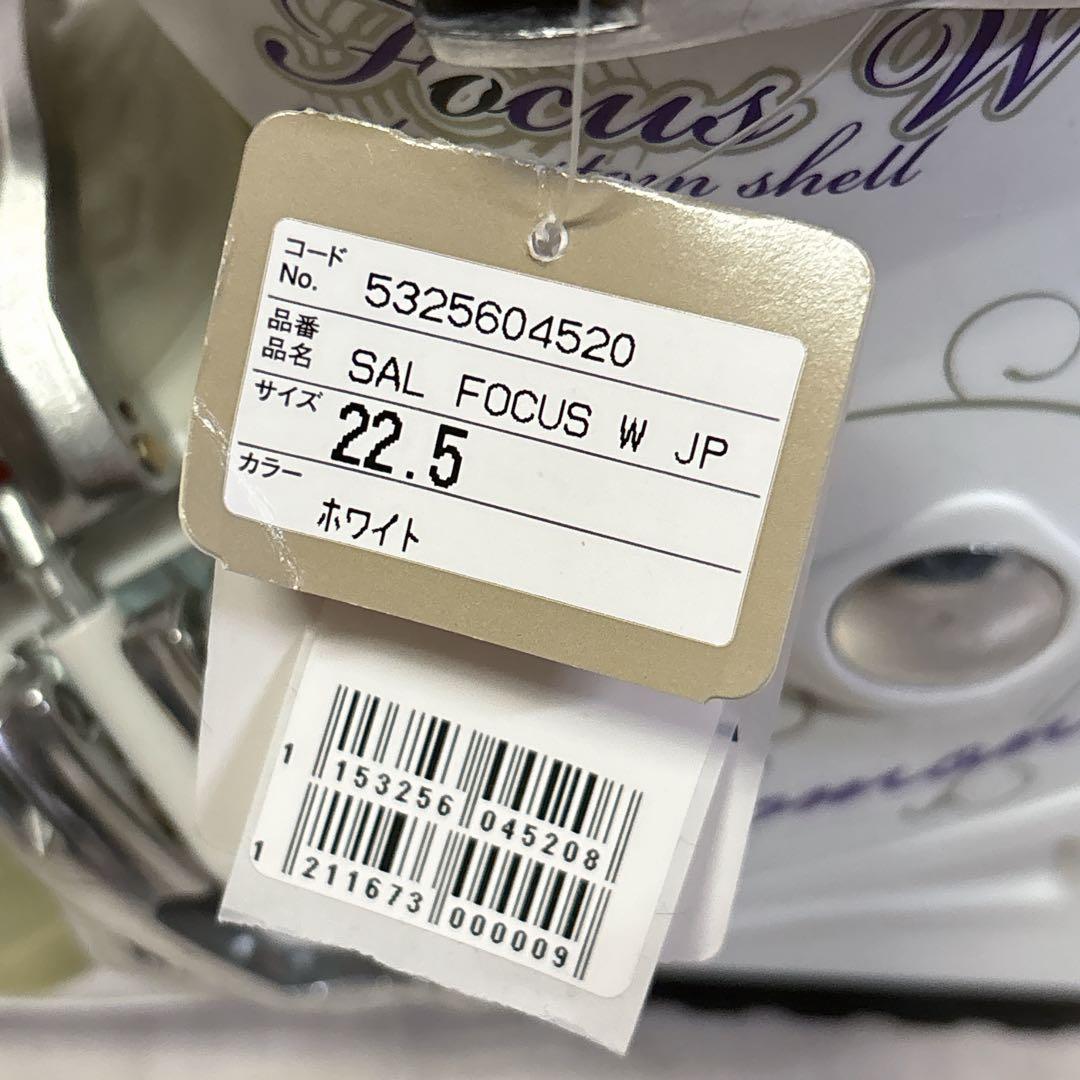 Focus W
shell
コード
No. 5325604520
品番
品名 SAL FOCUS W JP
サイズ 22.5
カラー ホワイト
1 153256 045208
1 211673 000009